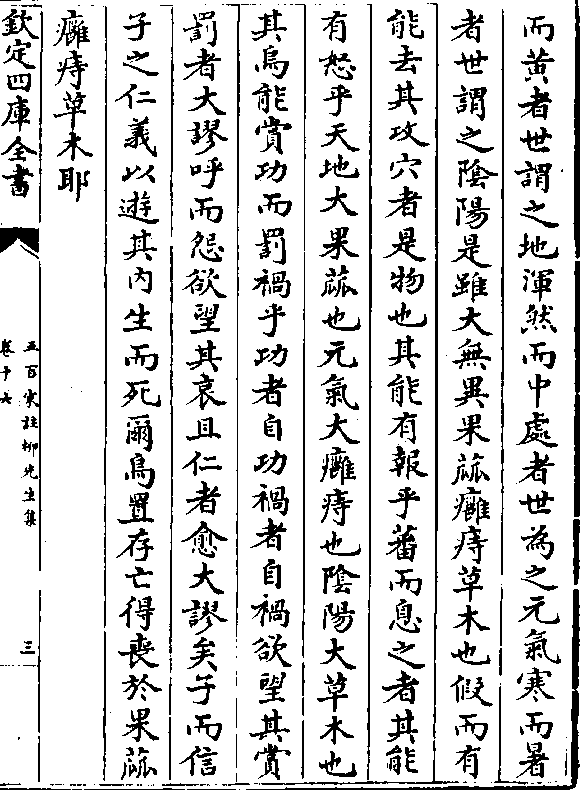 而黄者世謂之地渾然而中處者世為之元氣寒而暑
者世謂之陰陽是雖大無異果蓏癰痔草木也假而有
能去其攻穴者是物也其能有報乎蕃而息之者其能
有怒乎天地大果蓏也元氣大癰痔也陰陽大草木也
其烏能賞功而罰禍乎功者自功禍者自禍欲望其賞
罰者大謬呼而怨欲望其哀且仁者愈大謬矣子而信
子之仁義以遊其内生而死爾烏置存亡得喪於果蓏
癰痔草木耶
欽定四庫全書
五百家註柳先生集
卷十六
三